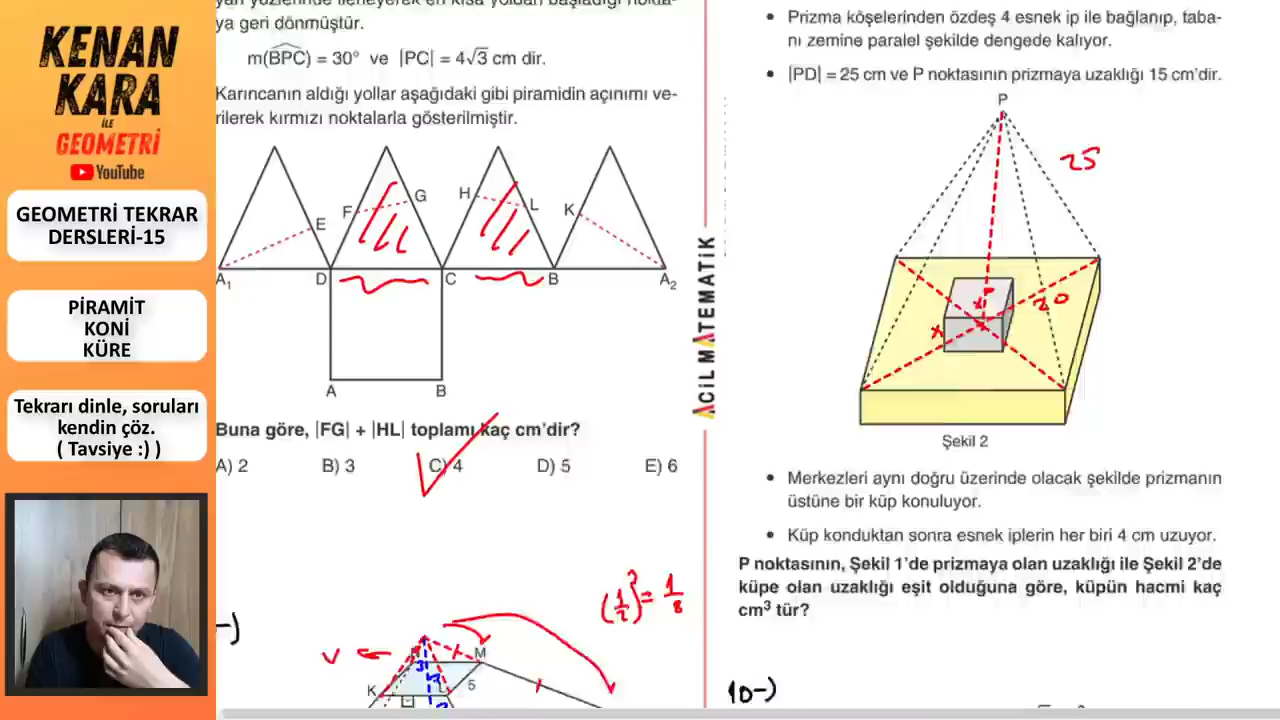 KENAN
KARA
İLE
GEOMETRİ
YouTube
GEOMETRİ TEKRAR
DERSLERİ-15
PİRAMİT
KONİ
KÜRE
Tekrarı dinle, soruları
kendin çöz.
( Tavsiye :) )
ya geri dönmüştür.
m(BPC) = 30° ve |PC| = 4√3 cm dir.
Karıncanın aldığı yollar aşağıdaki gibi piramidin açınımı ve-
rilerek kırmızı noktalarla gösterilmiştir.
E
F
G
H
L
K
A₁
D
C
B
A₂
A
B
Buna göre, |FG| + |HL| toplamı kaç cm'dir?
A) 2 B) 3 C) 4 D) 5 E) 6
(1/2)³ = 1/8
V
M
3
K
L
5
ACİL MATEMATİK
• Prizma köşelerinden özdeş 4 esnek ip ile bağlanıp, taba-
nı zemine paralel şekilde dengede kalıyor.
• |PD| = 25 cm ve P noktasının prizmaya uzaklığı 15 cm'dir.
P
25
20
x
x
Şekil 2
• Merkezleri aynı doğru üzerinde olacak şekilde prizmanın
üstüne bir küp konuluyor.
• Küp konduktan sonra esnek iplerin her biri 4 cm uzuyor.
P noktasının, Şekil 1'de prizmaya olan uzaklığı ile Şekil 2'de
küpe olan uzaklığı eşit olduğuna göre, küpün hacmi kaç
cm³ tür?
10-)